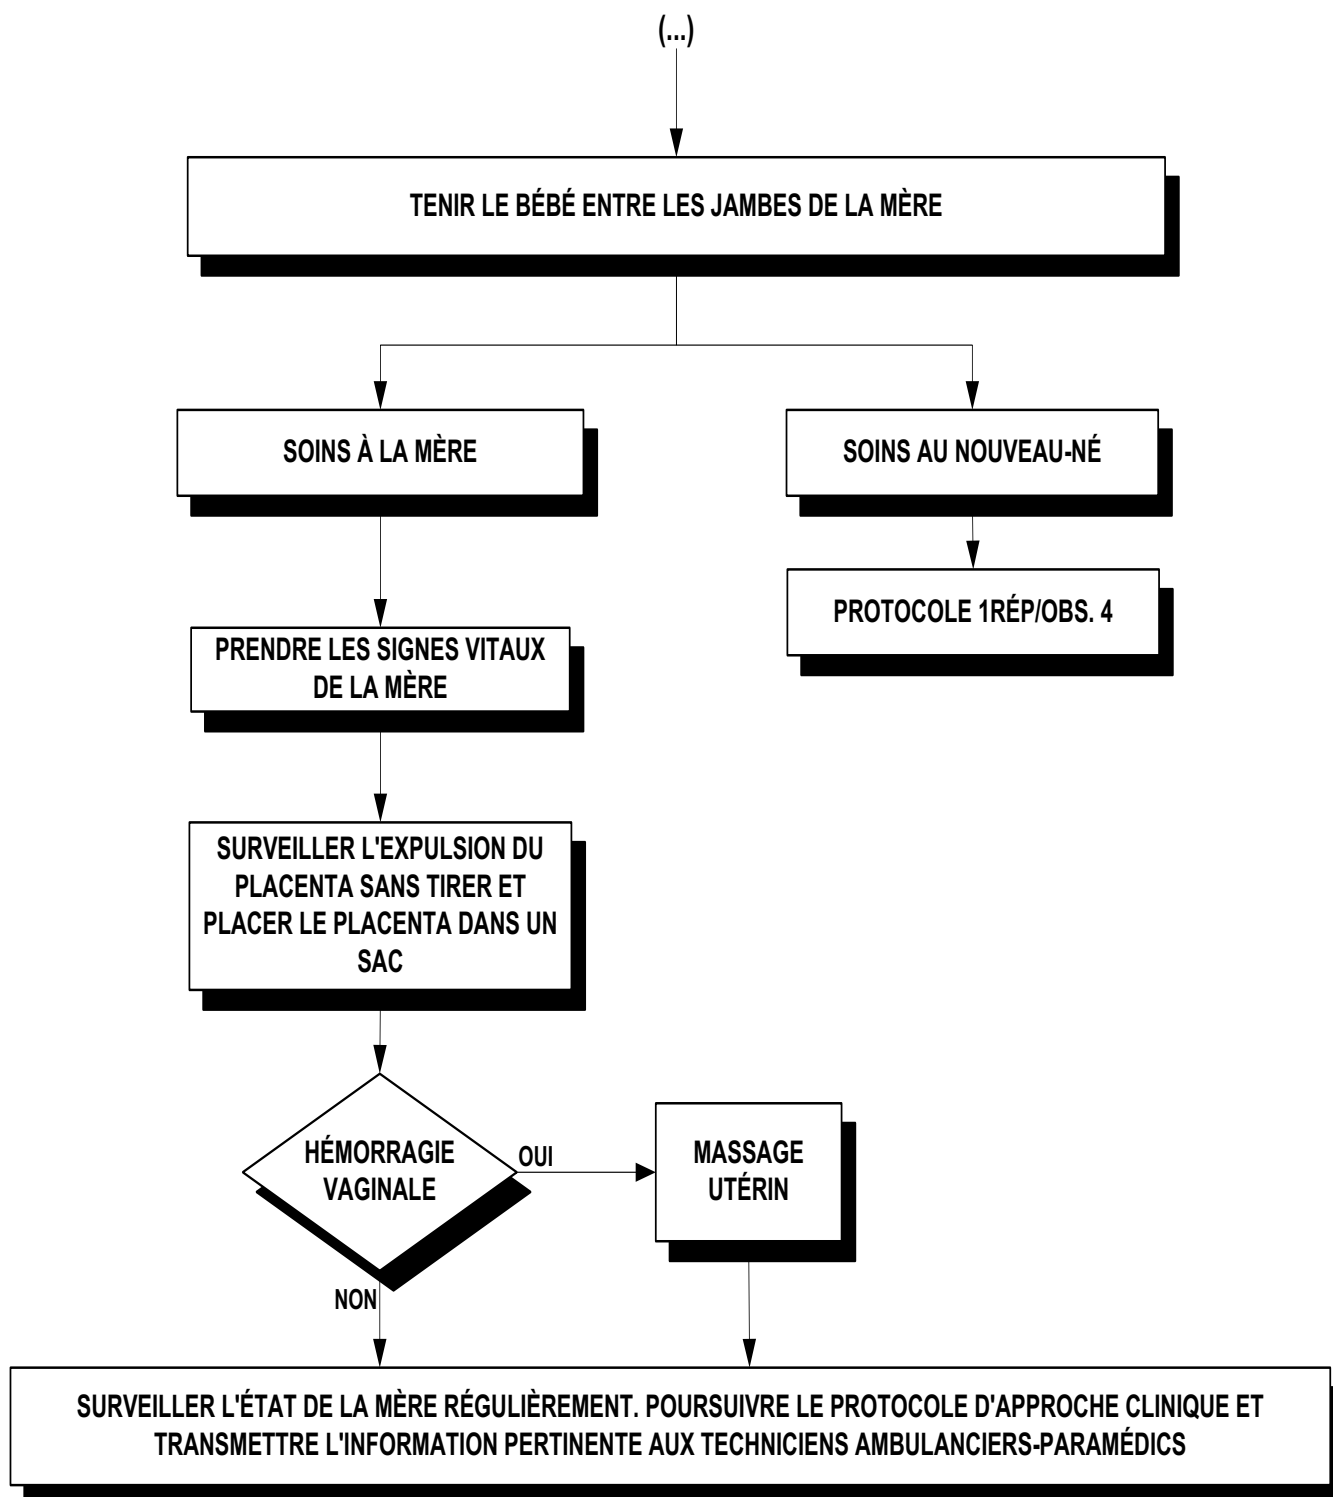 (...)
TENIR LE BÉBÉ ENTRE LES JAMBES DE LA MÈRE
SOINS À LA MÈRE
SOINS AU NOUVEAU-NÉ
PROTOCOLE 1RÉP/OBS. 4
PRENDRE LES SIGNES VITAUX
DE LA MÈRE
SURVEILLER L'EXPULSION DU
PLACENTA SANS TIRER ET
PLACER LE PLACENTA DANS UN
SAC
HÉMORRAGIE
VAGINALE
OUI
MASSAGE
UTÉRIN
NON
SURVEILLER L'ÉTAT DE LA MÈRE RÉGULIÈREMENT. POURSUIVRE LE PROTOCOLE D'APPROCHE CLINIQUE ET
TRANSMETTRE L'INFORMATION PERTINENTE AUX TECHNICIENS AMBULANCIERS-PARAMÉDICS